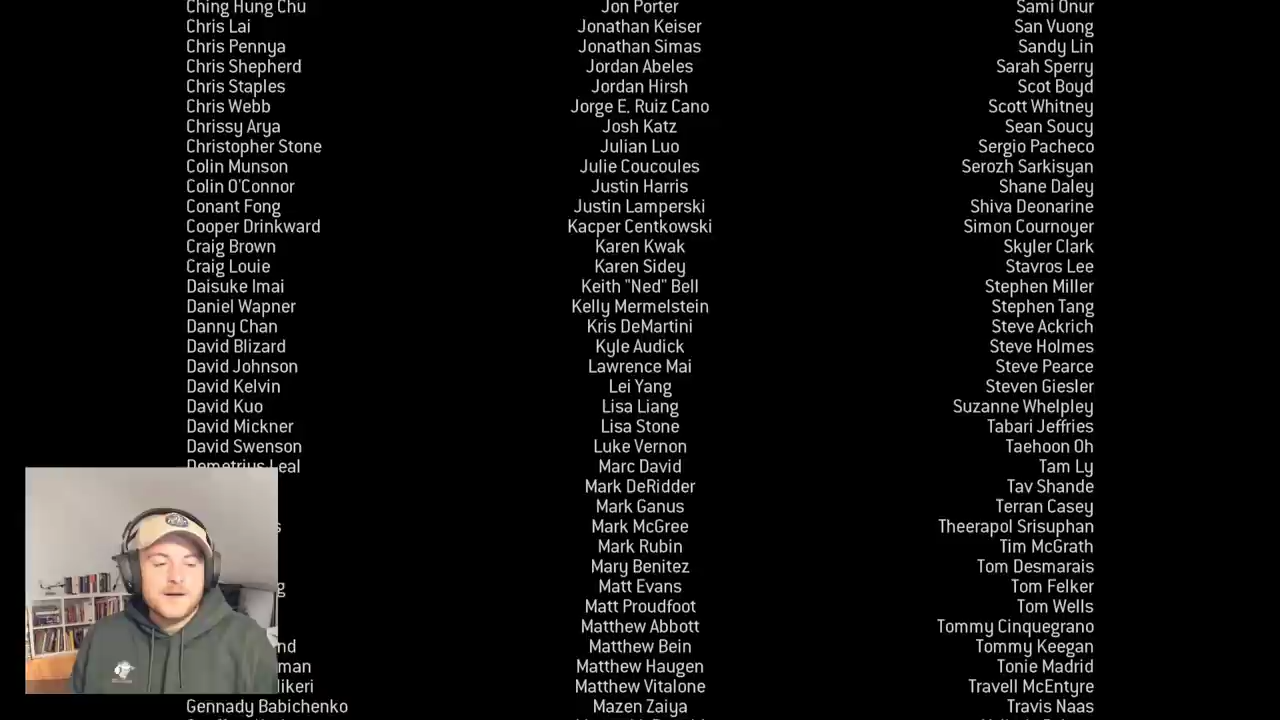 Ching Hung Chu
Chris Lai
Chris Pennya
Chris Shepherd
Chris Staples
Chris Webb
Chrissy Arya
Christopher Stone
Colin Munson
Colin O'Connor
Conant Fong
Cooper Drinkward
Craig Brown
Craig Louie
Daisuke Imai
Daniel Wapner
Danny Chan
David Blizard
David Johnson
David Kelvin
David Kuo
David Mickner
David Swenson
Demetrius Leal
Gennady Babichenko
Jon Porter
Jonathan Keiser
Jonathan Simas
Jordan Abeles
Jordan Hirsh
Jorge E. Ruiz Cano
Josh Katz
Julian Luo
Julie Coucoules
Justin Harris
Justin Lamperski
Kacper Centkowski
Karen Kwak
Karen Sidey
Keith "Ned" Bell
Kelly Mermelstein
Kris DeMartini
Kyle Audick
Lawrence Mai
Lei Yang
Lisa Liang
Lisa Stone
Luke Vernon
Marc David
Mark DeRidder
Mark Ganus
Mark McGree
Mark Rubin
Mary Benitez
Matt Evans
Matt Proudfoot
Matthew Abbott
Matthew Bein
Matthew Haugen
Matthew Vitalone
Mazen Zaiya
Sami Onur
San Vuong
Sandy Lin
Sarah Sperry
Scot Boyd
Scott Whitney
Sean Soucy
Sergio Pacheco
Serozh Sarkisyan
Shane Daley
Shiva Deonarine
Simon Cournoyer
Skyler Clark
Stavros Lee
Stephen Miller
Stephen Tang
Steve Ackrich
Steve Holmes
Steve Pearce
Steven Giesler
Suzanne Whelpley
Tabari Jeffries
Taehoon Oh
Tam Ly
Tav Shande
Terran Casey
Theerapol Srisuphan
Tim McGrath
Tom Desmarais
Tom Felker
Tom Wells
Tommy Cinquegrano
Tommy Keegan
Tonie Madrid
Travell McEntyre
Travis Naas